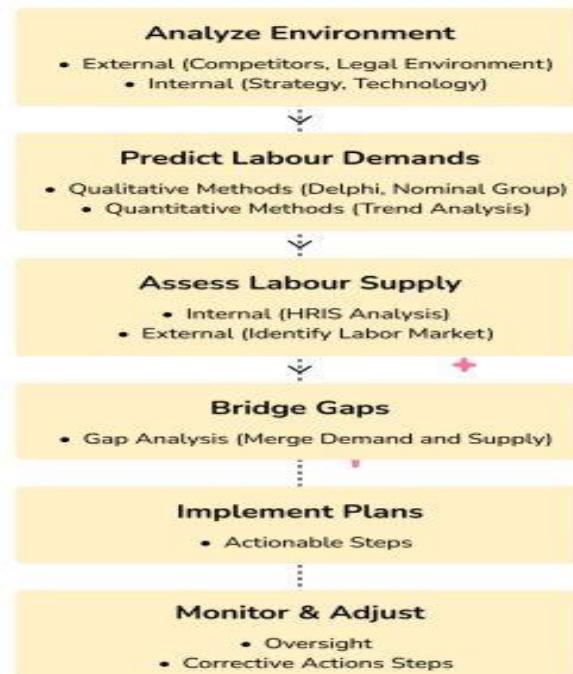 Analyze Environment
• External (Competitors, Legal Environment)
• Internal (Strategy, Technology)
Predict Labour Demands
• Qualitative Methods (Delphi, Nominal Group)
• Quantitative Methods (Trend Analysis)
Assess Labour Supply
• Internal (HRIS Analysis)
• External (Identify Labor Market)
Bridge Gaps
• Gap Analysis (Merge Demand and Supply)
Implement Plans
• Actionable Steps
Monitor & Adjust
• Oversight
• Corrective Actions Steps